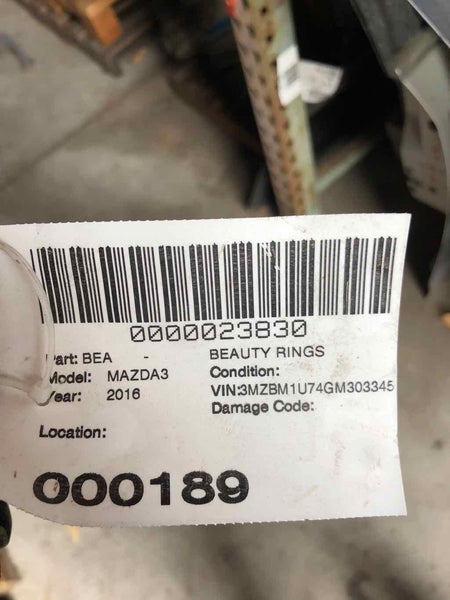 0000023830
Part: BEA - BEAUTY RINGS
Model: MAZDA3 Condition:
Year: 2016 VIN:3MZBM1U74GM303345
Damage Code:
Location:
000189